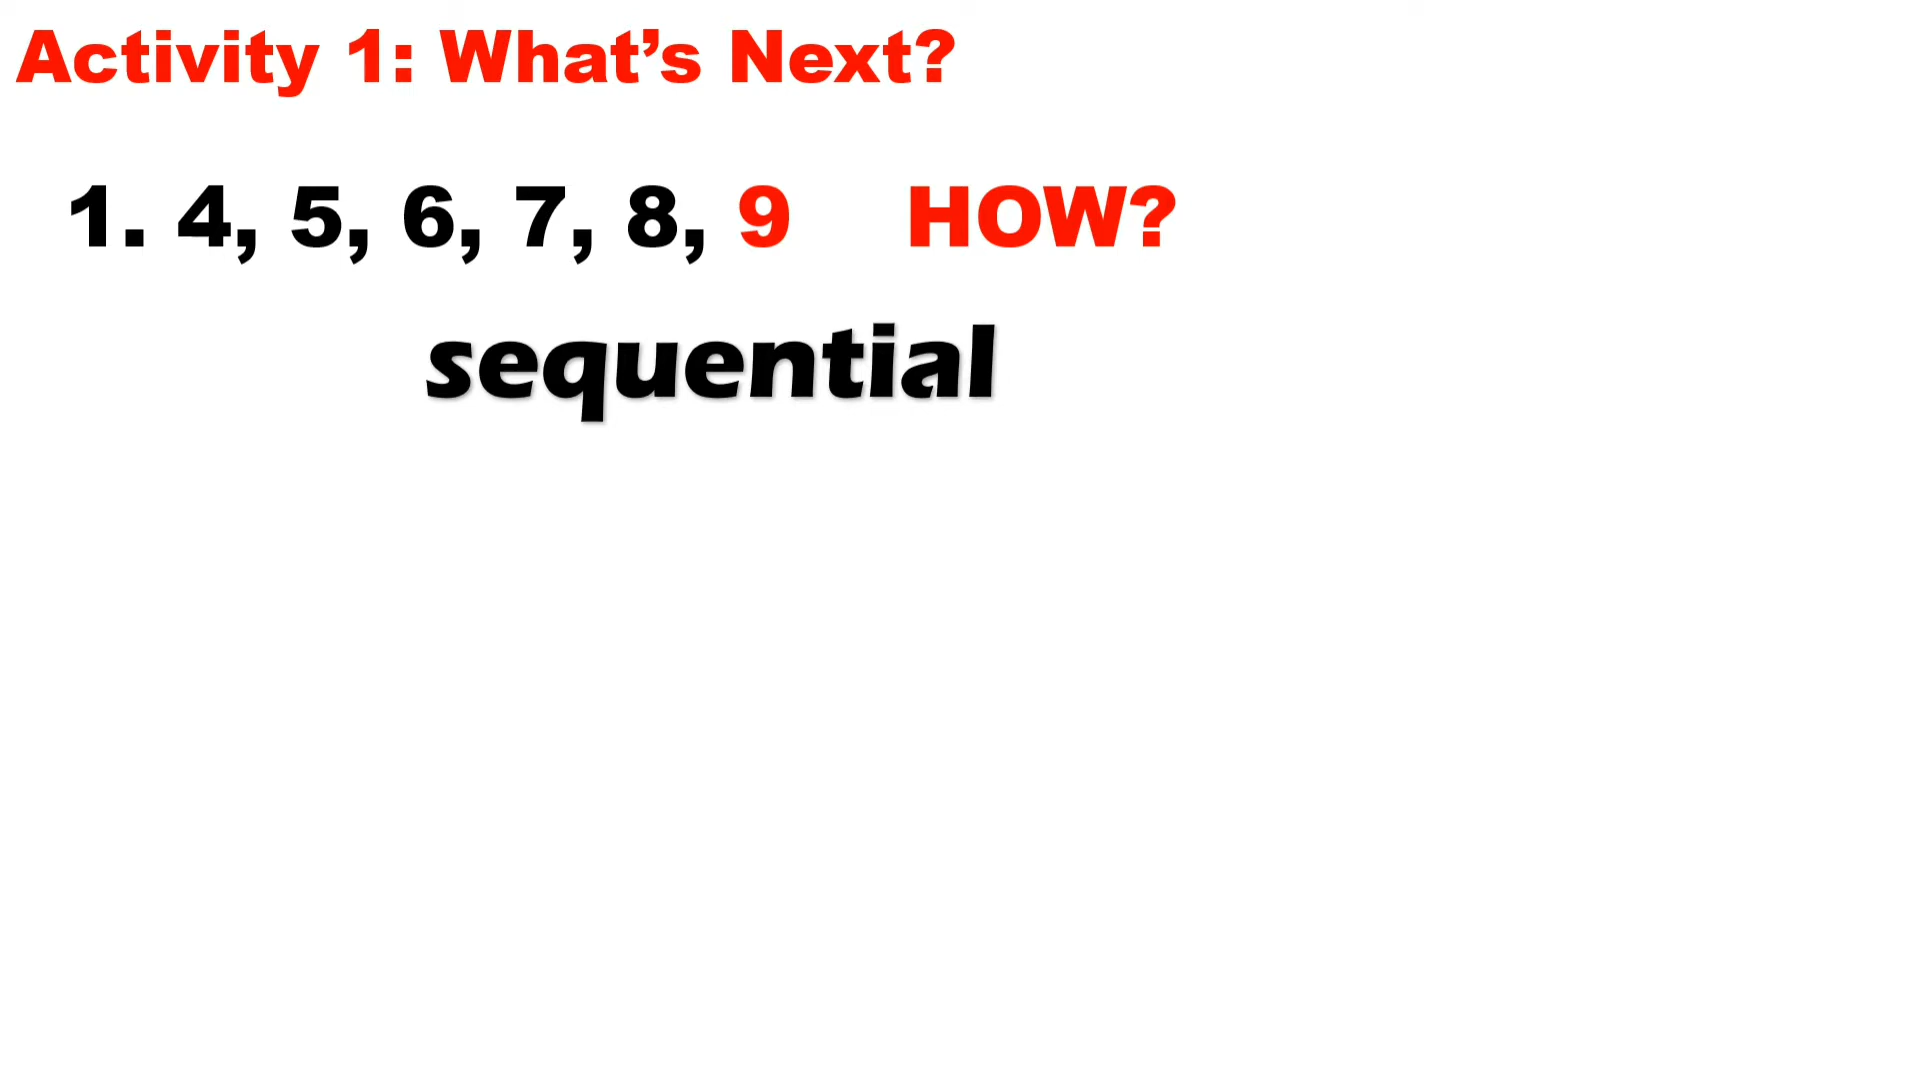 Activity 1: What’s Next?
1. 4, 5, 6, 7, 8, 9 HOW?
sequential